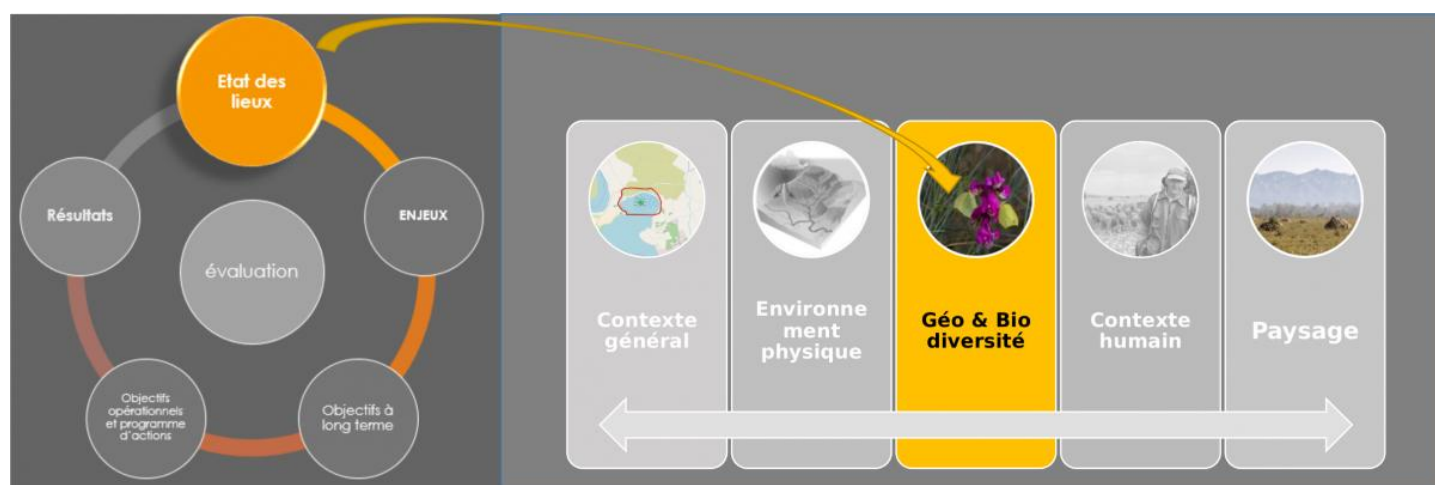 Etat des
lieux
Résultats
ENJEUX
évaluation
Objectifs
opérationnels
et programme
d'actions
Objectifs à
long terme
Contexte
général
Environne
ment
physique
Géo & Bio
diversité
Contexte
humain
Paysage